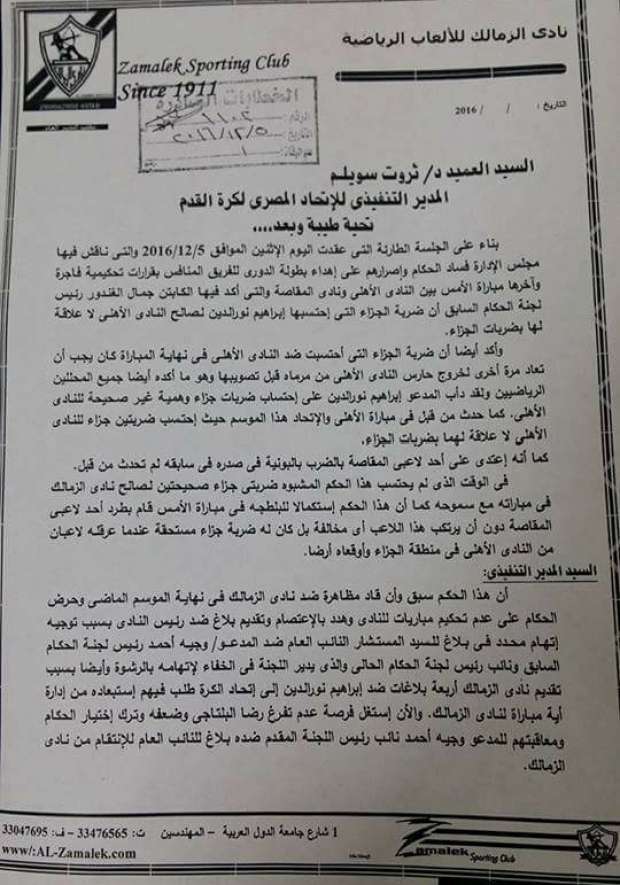 نادى الزمالك للألعاب الرياضية
Zamalek Sporting Club
Since 1911
التاريخ : / / 2016
الرقم
التاريخ ٢٠١٦/١٢/٥
السيد العميد د/ ثروت سويلم
المدير التنفيذى للإتحاد المصرى لكرة القدم
تحية طيبة وبعد....
بناء على الجلسة الطارئة التى عقدت اليوم الإثنين الموافق 2016/12/5 والتى ناقش فيها
مجلس الإدارة فساد الحكام وإصرارهم على إهداء بطولة الدورى للفريق المنافس بقرارات تحكيمية فاجرة
وآخرها مباراة الأمس بين النادى الأهلى ونادى المقاصة والتى أكد فيها الكابتن جمال الغندور رئيس
لجنة الحكام السابق أن ضربة الجزاء التى إحتسبها إبراهيم نورالدين لصالح النادى الأهلى لا علاقة
لها بضربات الجزاء.
وأكد أيضا أن ضربة الجزاء التى أحتسبت ضد النادى الأهلى فى نهاية المباراة كان يجب أن
تعاد مرة أخرى لخروج حارس النادى الأهلى من مرماه قبل تصويبها وهو ما أكده أيضا جميع المحللين
الرياضيين ولقد دأب المدعو إبراهيم نورالدين على إحتساب ضربات جزاء وهمية غير صحيحة للنادى
الأهلى. كما حدث من قبل فى مباراة الأهلى والإتحاد هذا الموسم حيث إحتسب ضربتين جزاء للنادى
الأهلى لا علاقة لهما بضربات الجزاء.
كما أنه إعتدى على أحد لاعبى المقاصة بالضرب بالبونية فى صدره فى سابقه لم تحدث من قبل.
فى الوقت الذى لم يحتسب هذا الحكم المشبوه ضربتى جزاء صحيحتين لصالح نادى الزمالك
فى مباراته مع سموحه كما أن هذا الحكم إستكمالا للبلطجه فى مباراة الأمس قام بطرد أحد لاعبى
المقاصة دون أن يرتكب هذا اللاعب أى مخالفة بل كان له ضربة جزاء مستحقة عندما عرقله لاعبان
من النادى الأهلى فى منطقة الجزاء وأوقعاه أرضا.
السيد المدير التنفيذى:
أن هذا الحكم سبق وأن قاد مظاهرة ضد نادى الزمالك فى نهاية الموسم الماضى وحرض
الحكام على عدم تحكيم مباريات للنادى وهدد بالإعتصام وتقديم بلاغ ضد رئيس النادى بسبب توجيه
إتهام محدد فى بلاغ للسيد المستشار النائب العام ضد المدعو/ وجيه أحمد رئيس لجنة الحكام
السابق ونائب رئيس لجنة الحكام الحالى والذى يدير اللجنة فى الخفاء لإتهامه بالرشوة وأيضا بسبب
تقديم نادى الزمالك أربعة بلاغات ضد إبراهيم نورالدين إلى إتحاد الكرة طلب فيهم إستبعاده من إدارة
أية مباراة لنادى الزمالك. والأن إستغل فرصة عدم تفرغ رضا البلتاجى وضعفه وترك إختيار الحكام
ومعاقبتهم للمدعو وجيه أحمد نائب رئيس اللجنة المقدم ضده بلاغ للنائب العام للإنتقام من نادى
الزمالك.
1 شارع جامعة الدول العربية – المهندسين ت: 33476565 – ف: 33047695
www/:AL-Zamalek.com
Zamalek Sporting Club